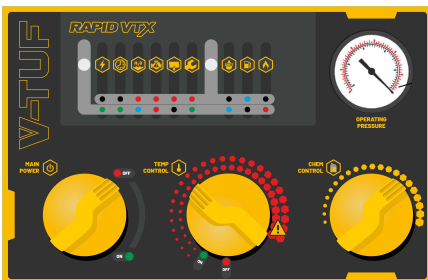 V-TUF
RAPID VTX
OPERATING
PRESSURE
MAIN
POWER
OFF
ON
TEMP
CONTROL
ON
OFF
CHEM
CONTROL